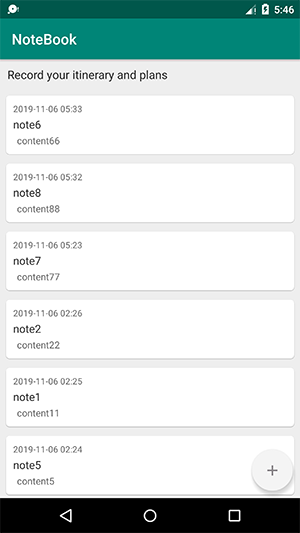 5:46
NoteBook
Record your itinerary and plans
2019-11-06 05:33
note6
content66
2019-11-06 05:32
note8
content88
2019-11-06 05:23
note7
content77
2019-11-06 02:26
note2
content22
2019-11-06 02:25
note1
content11
2019-11-06 02:24
note5
content5